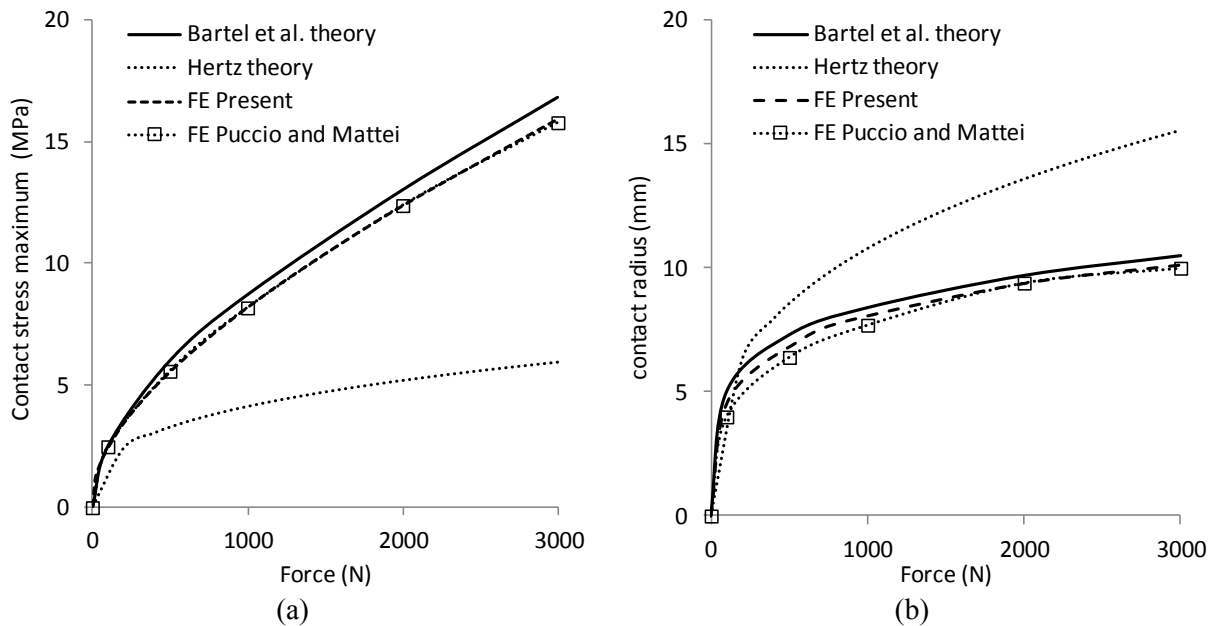 20
15
10
5
0
Contact stress maximum (MPa)
Bartel et al. theory
Hertz theory
FE Present
FE Puccio and Mattei
0 1000 2000 3000
Force (N)
(a)
20
15
10
5
0
contact radius (mm)
Bartel et al. theory
Hertz theory
FE Present
FE Puccio and Mattei
0 1000 2000 3000
Force (N)
(b)